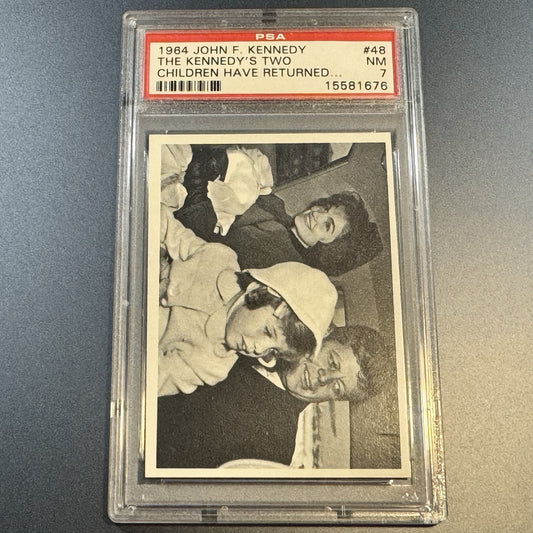 PSA
1964 JOHN F. KENNEDY #48
THE KENNEDY'S TWO NM
CHILDREN HAVE RETURNED... 7
15581676